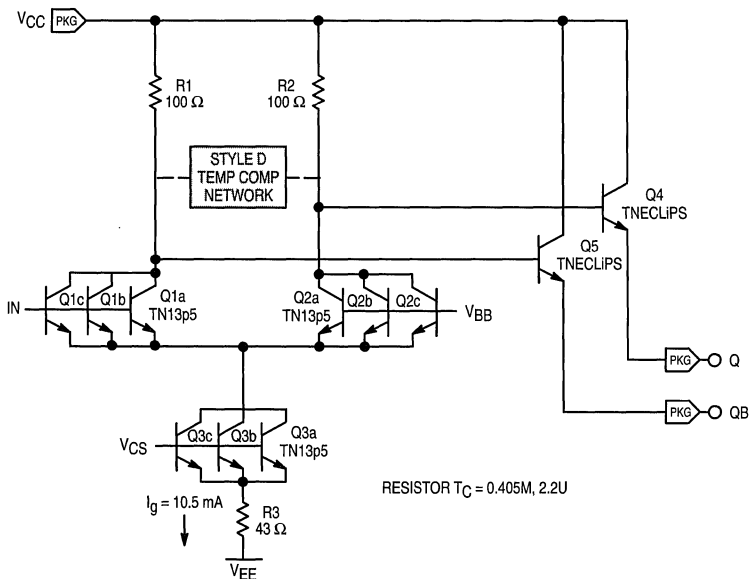 VCC PKG
R1
100 Ω
R2
100 Ω
STYLE D
TEMP COMP
NETWORK
Q4
TNECLiPS
Q5
TNECLiPS
IN
Q1c
Q1b
Q1a
TN13p5
Q2a
TN13p5
Q2b
Q2c
VBB
PKG Q
PKG QB
VCS
Q3c
Q3b
Q3a
TN13p5
Ig = 10.5 mA
R3
43 Ω
VEE
RESISTOR TC = 0.405M, 2.2U